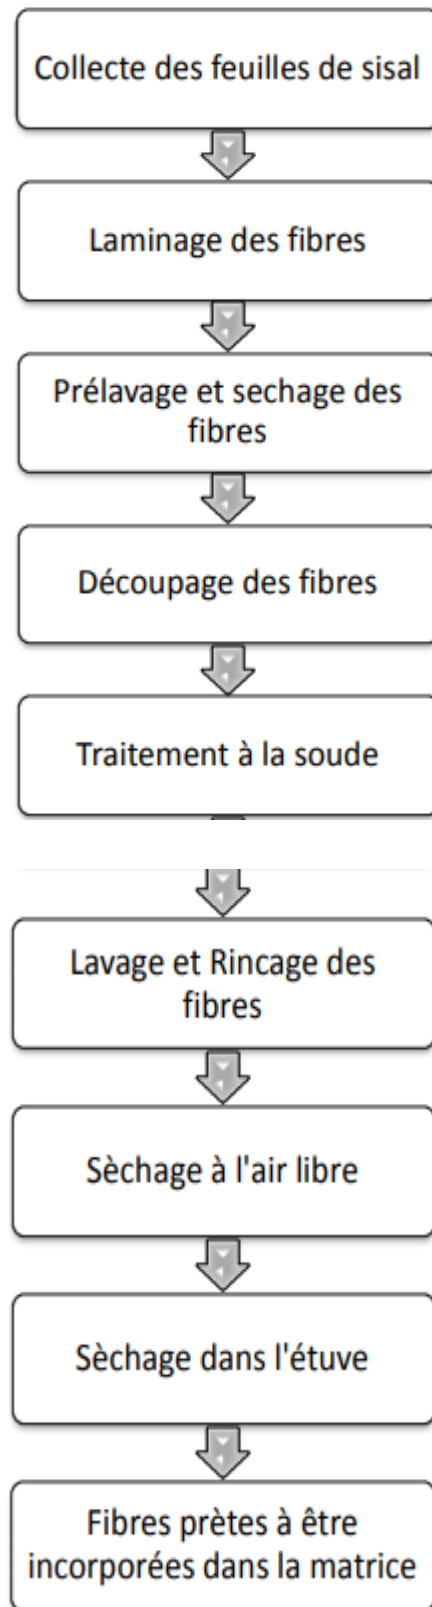 Collecte des feuilles de sisal
Laminage des fibres
Prélavage et sechage des
fibres
Découpage des fibres
Traitement à la soude
Lavage et Rincage des
fibres
Sèchage à l'air libre
Sèchage dans l'étuve
Fibres prètes à être
incorporées dans la matrice